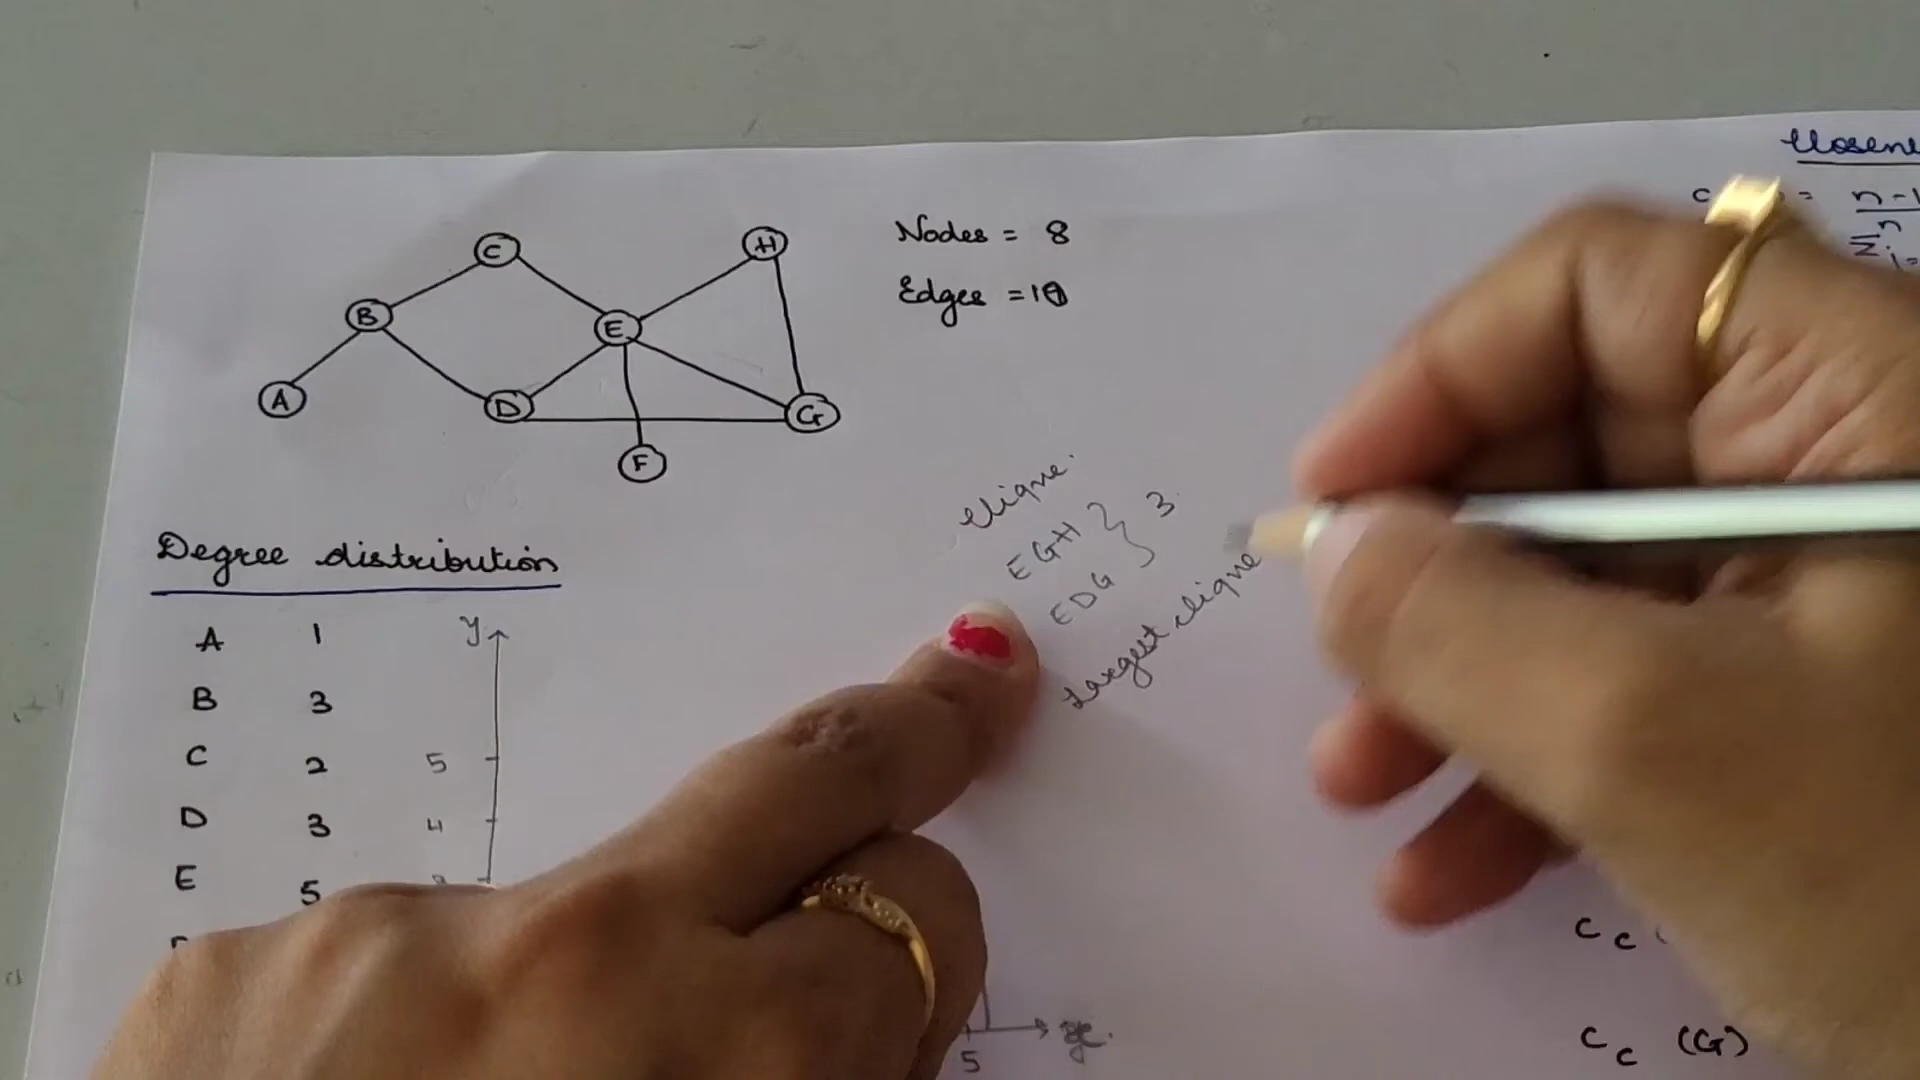 C
H
B
E
A
D
G
F
Nodes = 8
Edges = 10
clique.
EGH } 3
EDG
Largest clique
Degree distribution
A 1
B 3
C 2
D 3
E 5
y
5
4
5
x.
n-1
n
i=
Cc
Cc (G)